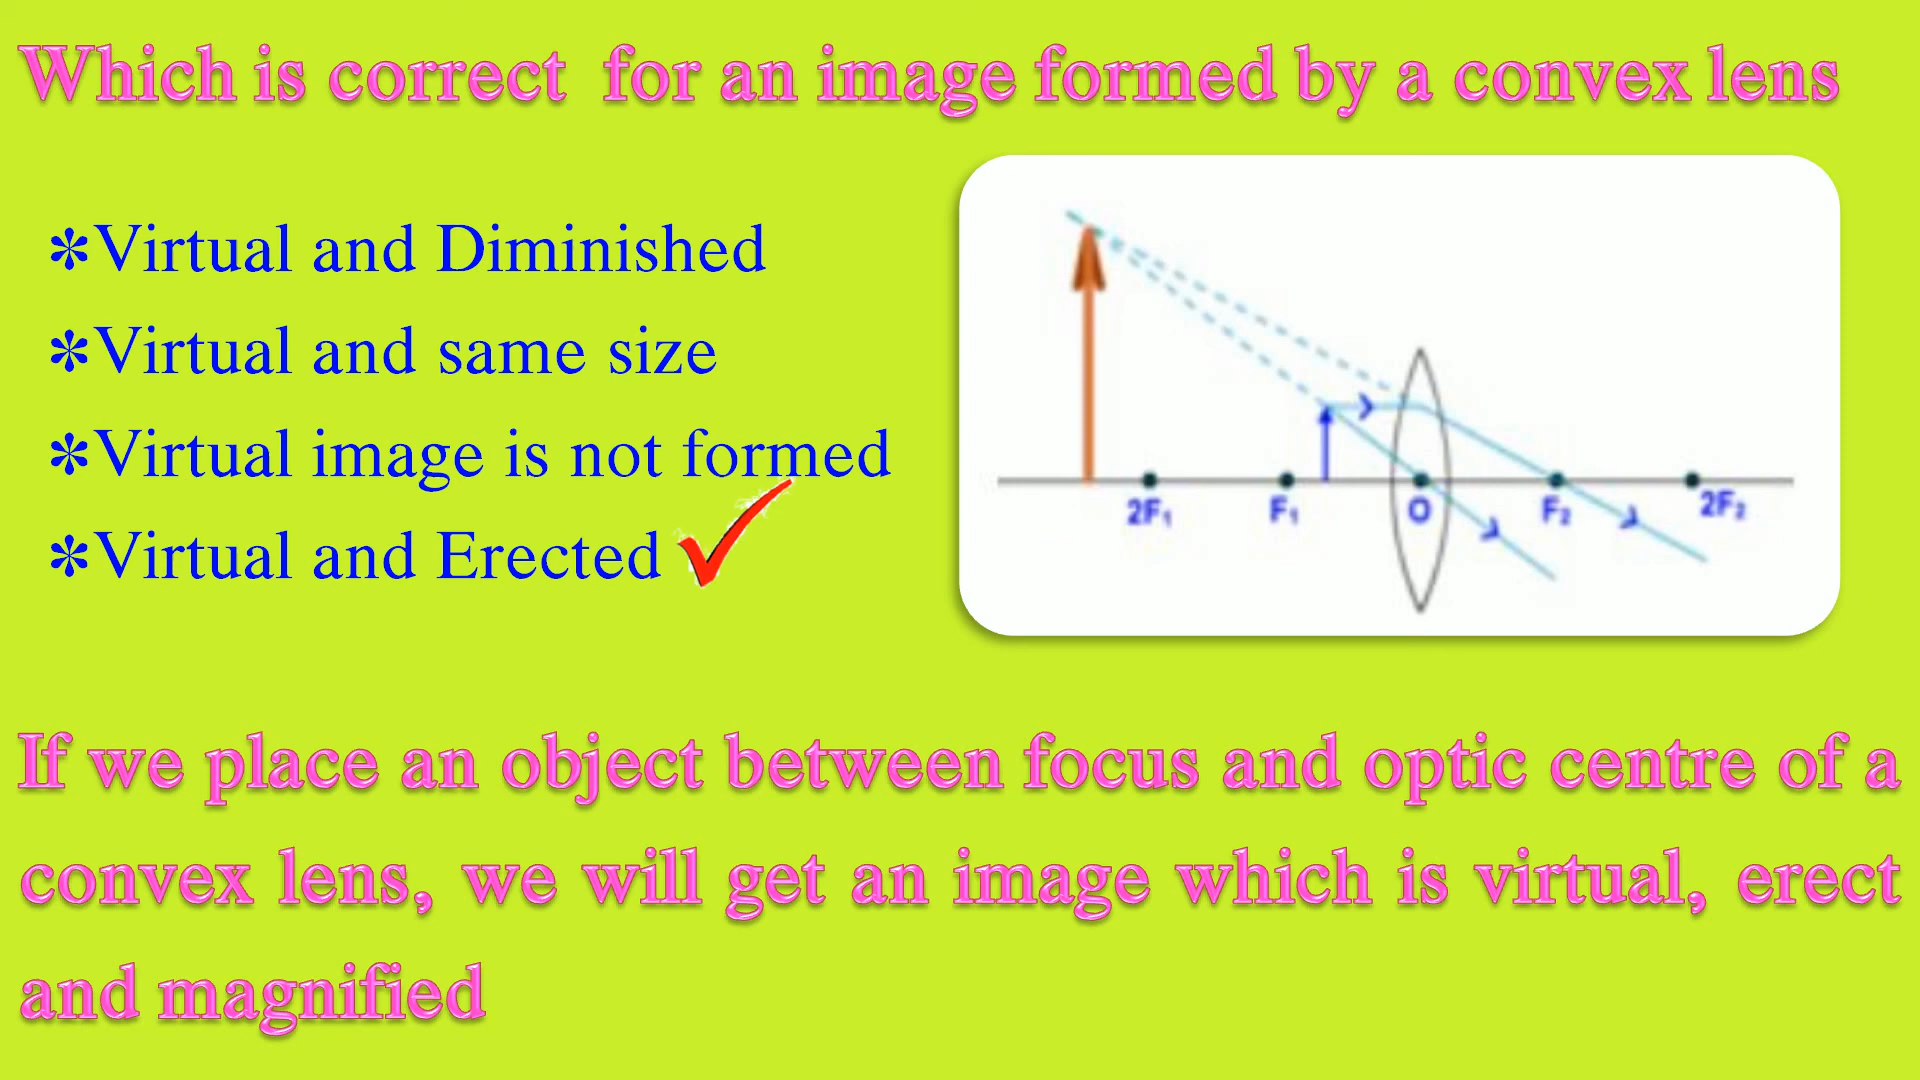 Which is correct for an image formed by a convex lens
*Virtual and Diminished
*Virtual and same size
*Virtual image is not formed
*Virtual and Erected
2F₁ F₁ O F₂ 2F₂
If we place an object between focus and optic centre of a
convex lens, we will get an image which is virtual, erect
and magnified